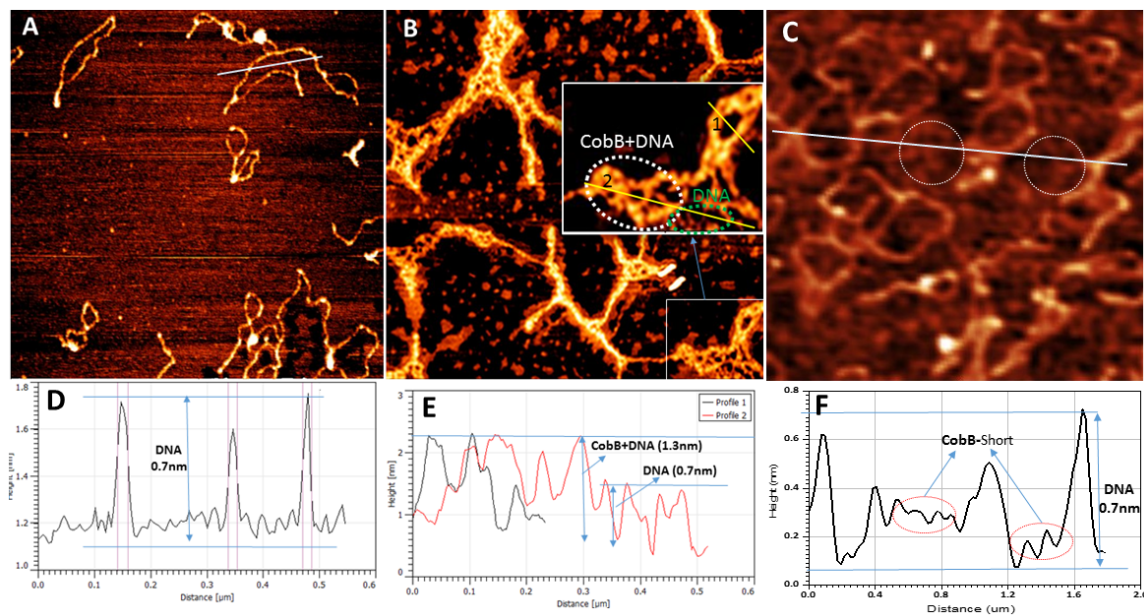 A
B
C
CobB+DNA
1
2
DNA
D
1.8
1.6
1.4
1.2
1.0
DNA
0.7nm
0.0
0.1
0.2
0.3
0.4
0.5
0.6
Distance [µm]
E
3
2
1
0
Height [nm]
Profile 1
Profile 2
CobB+DNA (1.3nm)
DNA (0.7nm)
0.0
0.1
0.2
0.3
0.4
0.5
0.6
Distance [µm]
F
0.8
0.6
0.4
0.2
0.0
Height (nm)
CobB-Short
DNA
0.7nm
0.0
0.4
0.8
1.2
1.6
2.0
Distance (um)